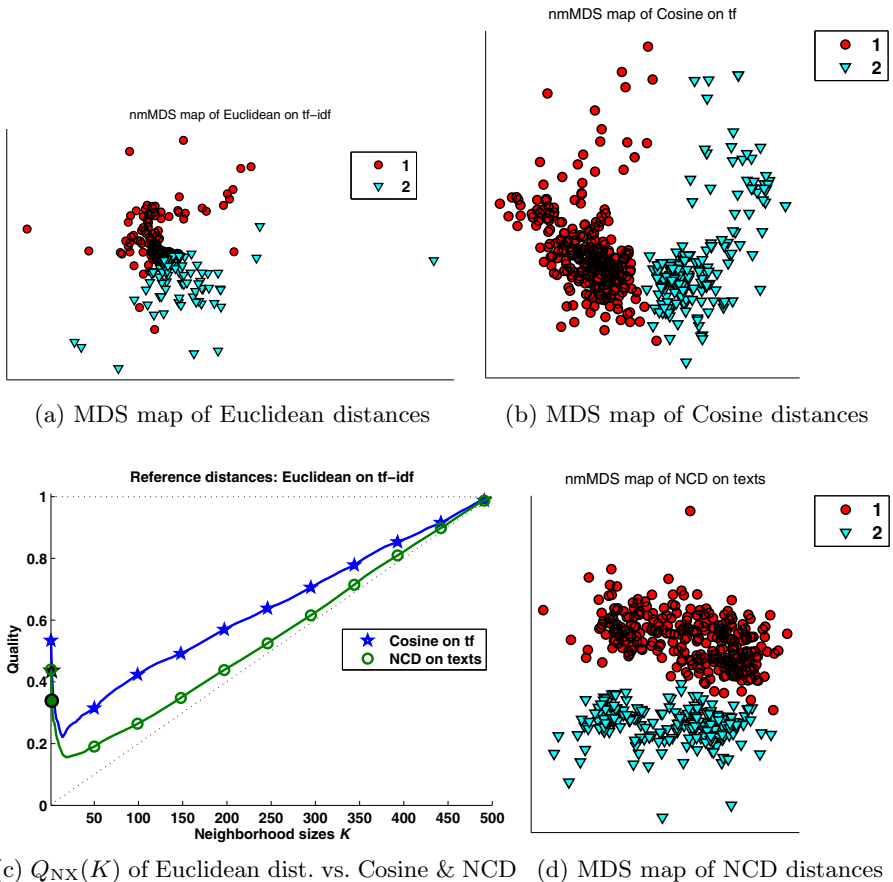 nmMDS map of Euclidean on tf−idf
1
2
(a) MDS map of Euclidean distances
nmMDS map of Cosine on tf
1
2
(b) MDS map of Cosine distances
Reference distances: Euclidean on tf−idf
Quality
1
0.8
0.6
0.4
0.2
0
50 100 150 200 250 300 350 400 450 500
Neighborhood sizes K
Cosine on tf
NCD on texts
(c) QNX(K) of Euclidean dist. vs. Cosine & NCD
nmMDS map of NCD on texts
1
2
(d) MDS map of NCD distances